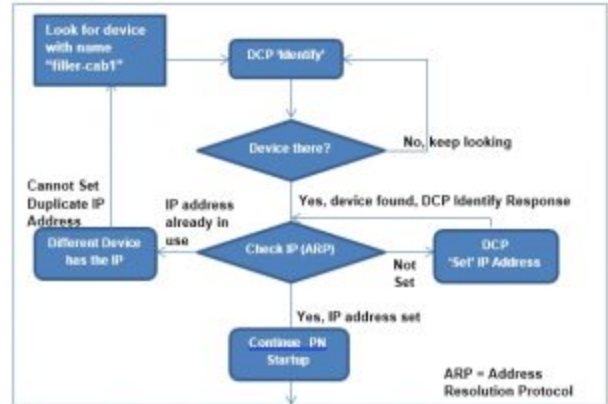 Look for device
with name
"filler-cab1"
DCP 'Identify'
Device there?
No, keep looking
Yes, device found, DCP Identify Response
Cannot Set
Duplicate IP
Address
IP address
already in
use
Different Device
has the IP
Check IP (ARP)
Not
Set
DCP
'Set' IP Address
Yes, IP address set
Continue PN
Startup
ARP = Address
Resolution Protocol